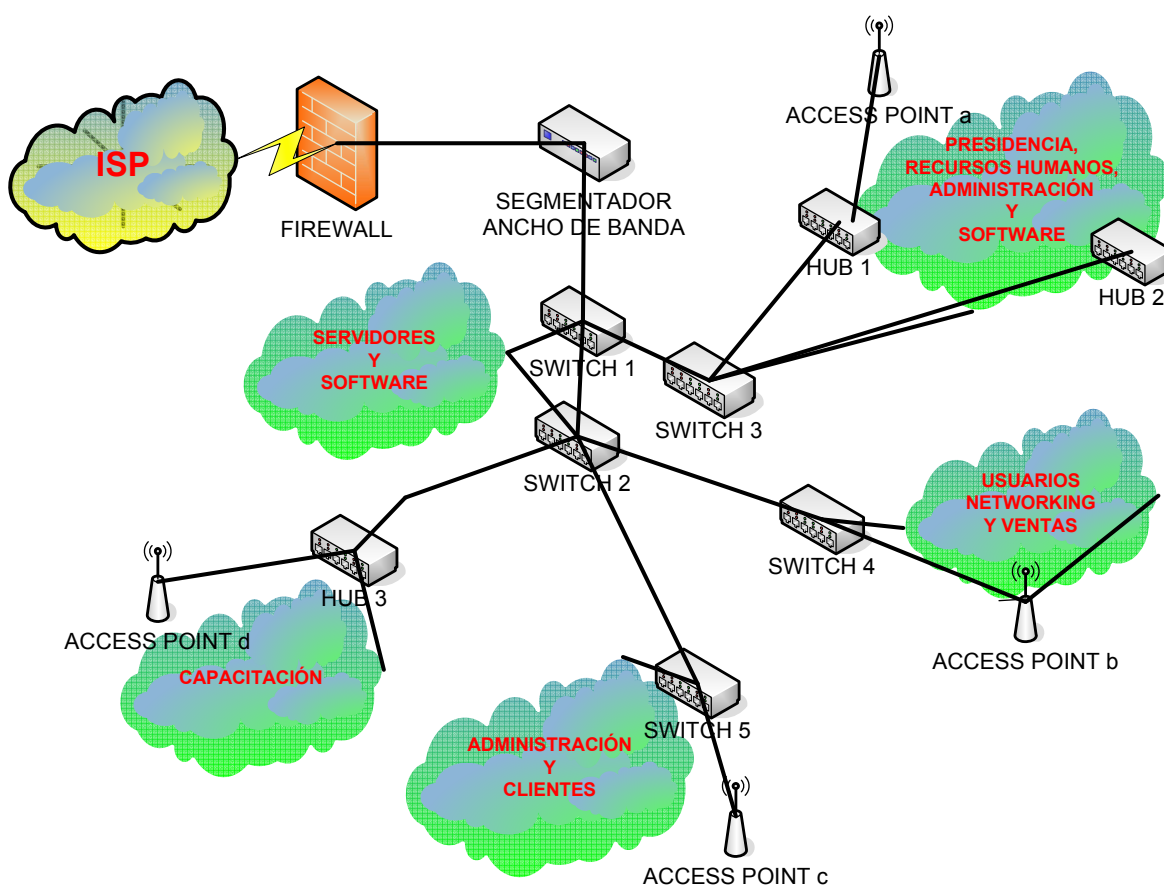 ACCESS POINT a
ISP
PRESIDENCIA,
RECURSOS HUMANOS,
ADMINISTRACIÓN
Y
SOFTWARE
SEGMENTADOR
ANCHO DE BANDA
FIREWALL
HUB 1
HUB 2
SERVIDORES
Y
SOFTWARE
SWITCH 1
SWITCH 3
SWITCH 2
USUARIOS
NETWORKING
Y VENTAS
SWITCH 4
HUB 3
ACCESS POINT d
ACCESS POINT b
CAPACITACIÓN
SWITCH 5
ADMINISTRACIÓN
Y
CLIENTES
ACCESS POINT c